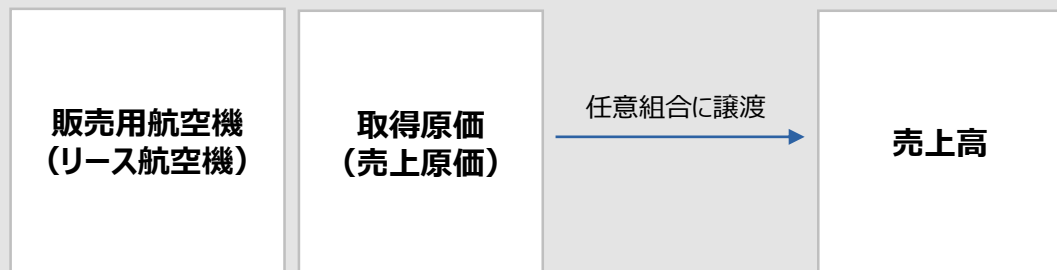 販売用航空機
（リース航空機）
取得原価
（売上原価）
任意組合に譲渡
売上高